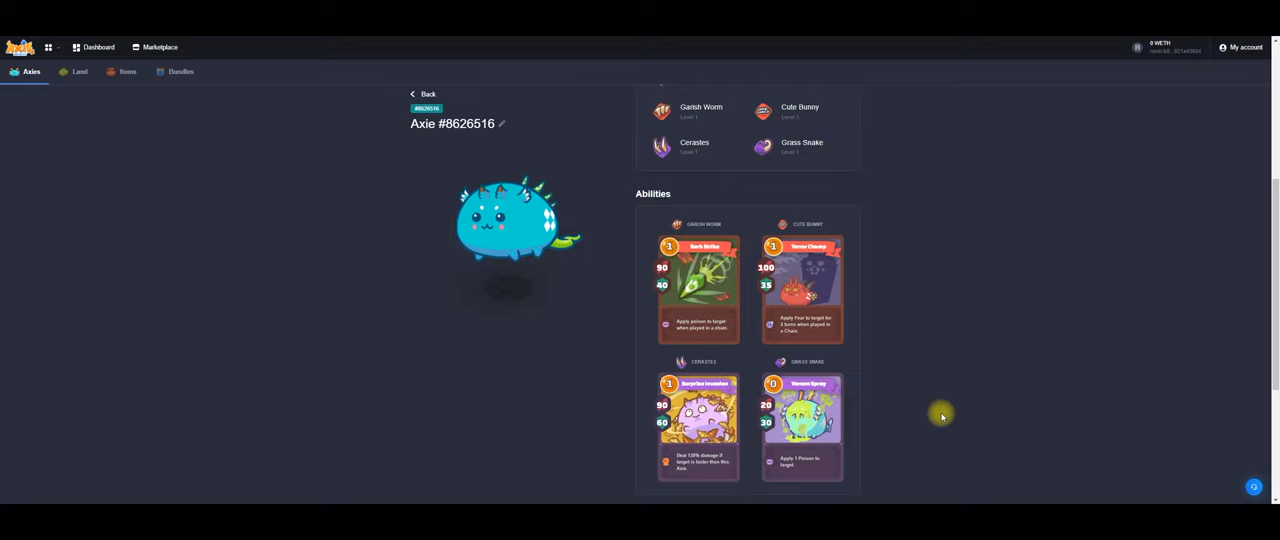 Dashboard
Marketplace
0 WETH
My account
Axies
Land
Items
Bundles
Back
#8626516
Axie #8626516
Garish Worm
Level 1
Cute Bunny
Level 1
Cerastes
Level 1
Grass Snake
Level 1
Abilities
GARISH WORM
CUTE BUNNY
1
Barb Strike
90
40
Apply poison to target
when played in a chain.
1
Terror Chomp
100
35
Apply Fear to target for
2 turns when played in
a Chain.
CERASTES
GRASS SNAKE
1
Surprise Invasion
90
60
Deal 130% damage if
target is faster than this
Axie.
0
Venom Spray
20
30
Apply 1 Poison to
target.